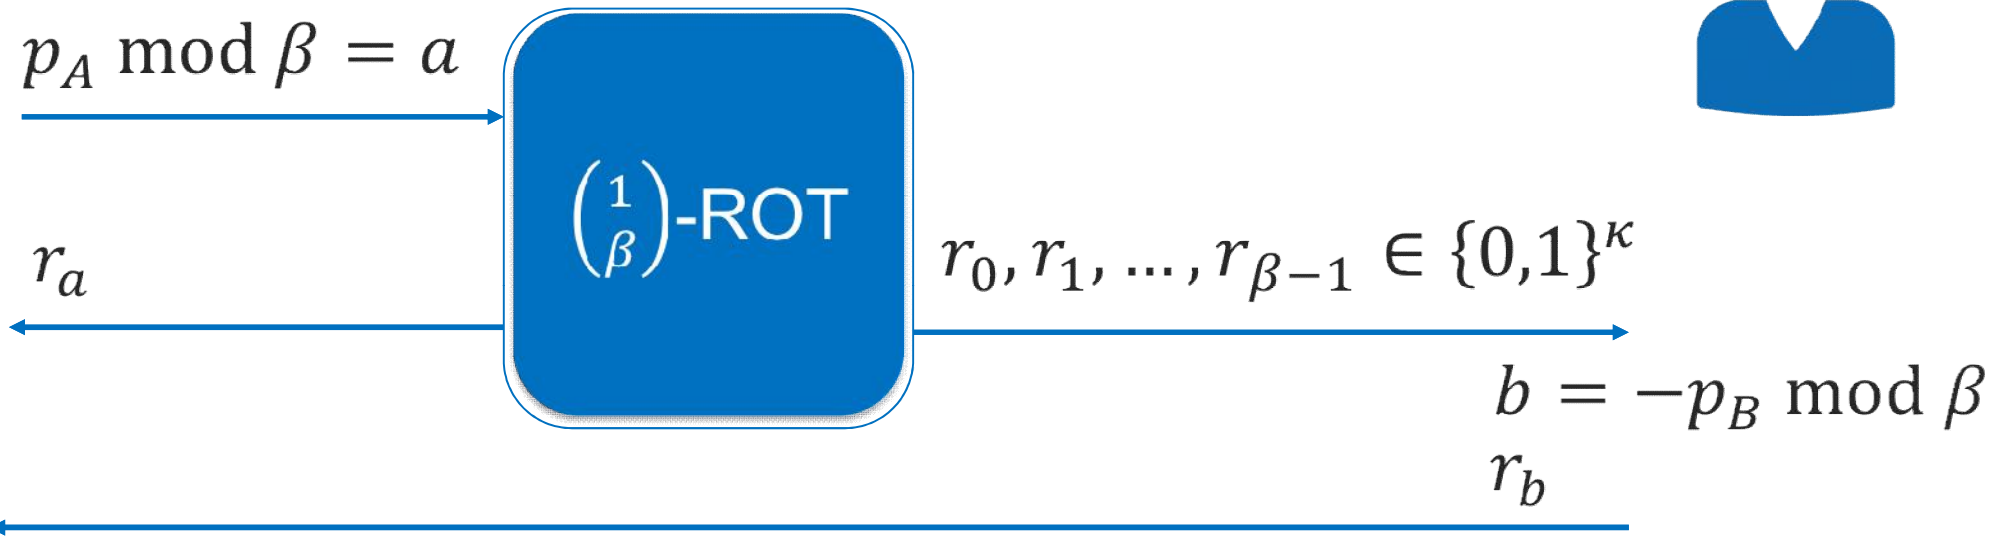 p_A mod β = a
(1 β)-ROT
r_a
r_0, r_1, …, r_{β−1} ∈ {0,1}^κ
b = −p_B mod β
r_b